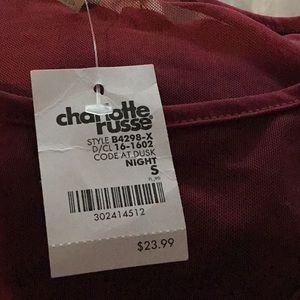 charlotte
russe
STYLE B4298-X
D/CL 16-1602
CODE AT DUSK
NIGHT
S
302414512
$23.99